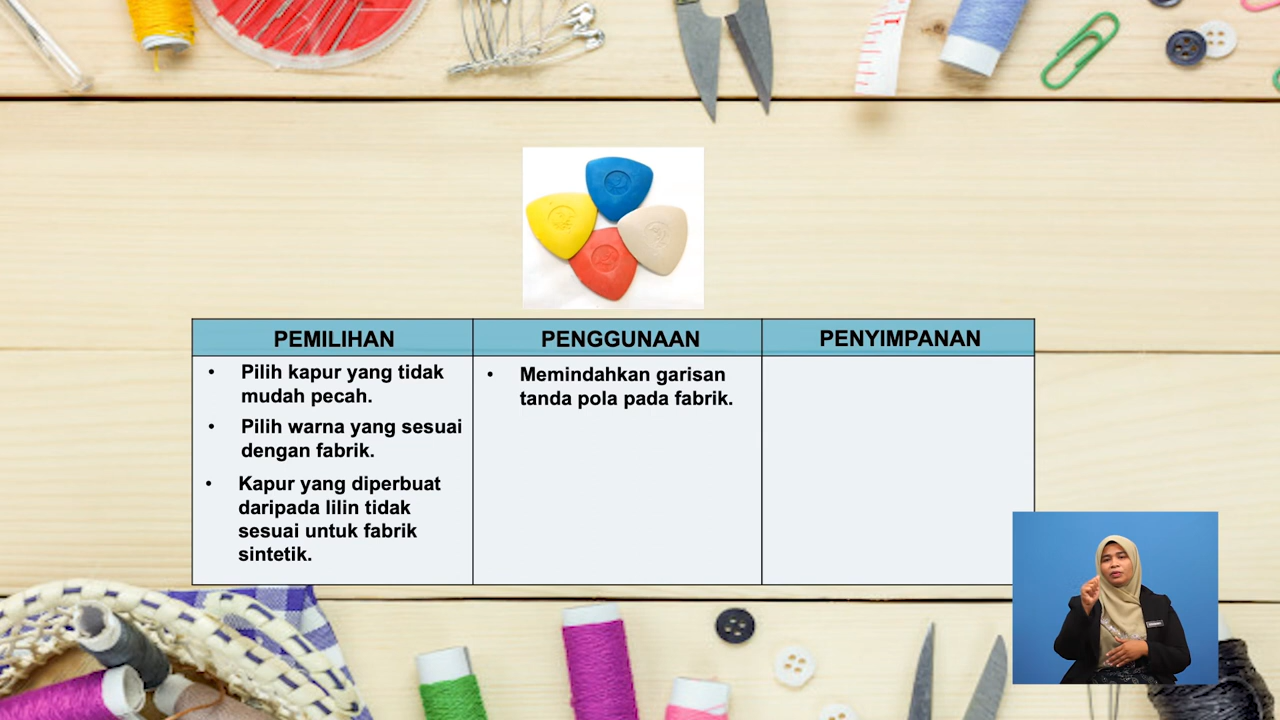 PEMILIHAN
PENGGUNAAN
PENYIMPANAN
• Pilih kapur yang tidak
mudah pecah.
• Pilih warna yang sesuai
dengan fabrik.
• Kapur yang diperbuat
daripada lilin tidak
sesuai untuk fabrik
sintetik.
• Memindahkan garisan
tanda pola pada fabrik.